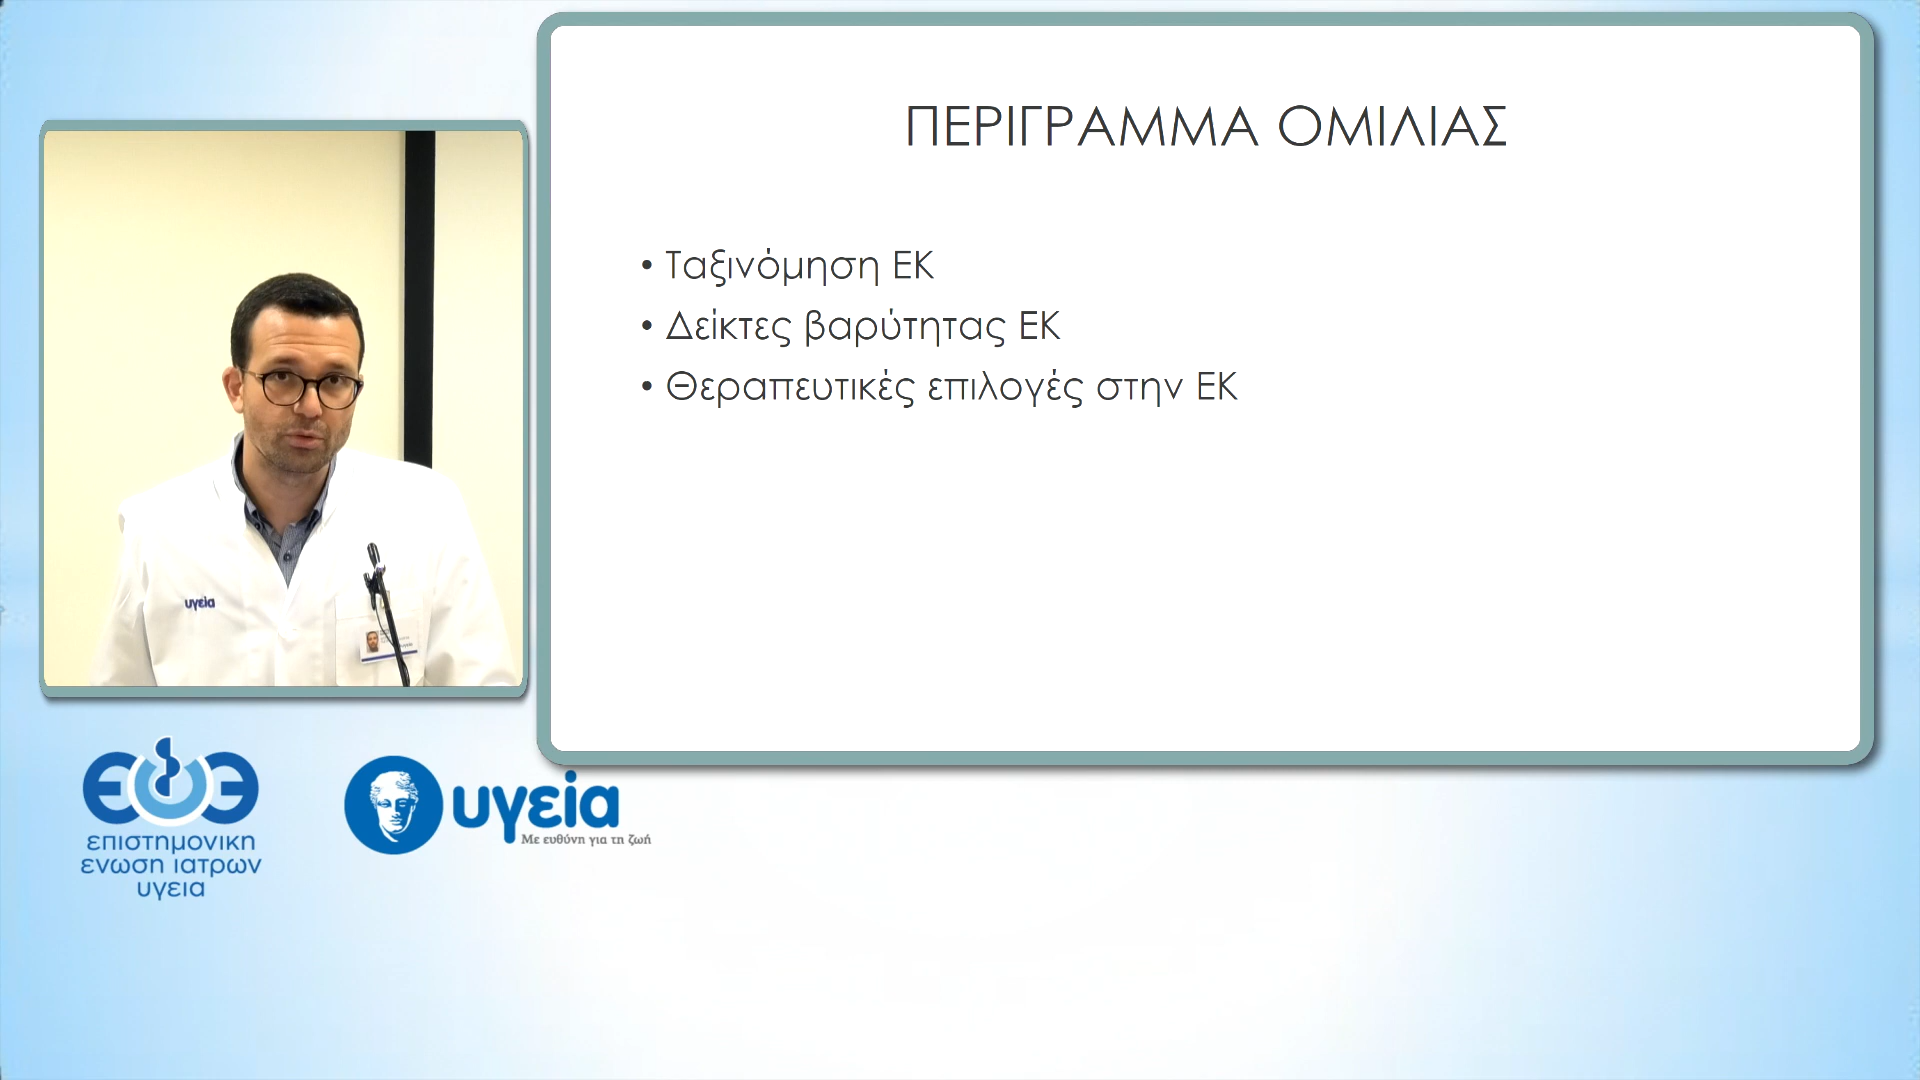 ΠΕΡΙΓΡΑΜΜΑ ΟΜΙΛΙΑΣ
• Ταξινόμηση ΕΚ
• Δείκτες βαρύτητας ΕΚ
• Θεραπευτικές επιλογές στην ΕΚ
υγεία
επιστημονικη
ενωση ιατρων
υγεια
υγεία
Με ευθύνη για τη ζωή